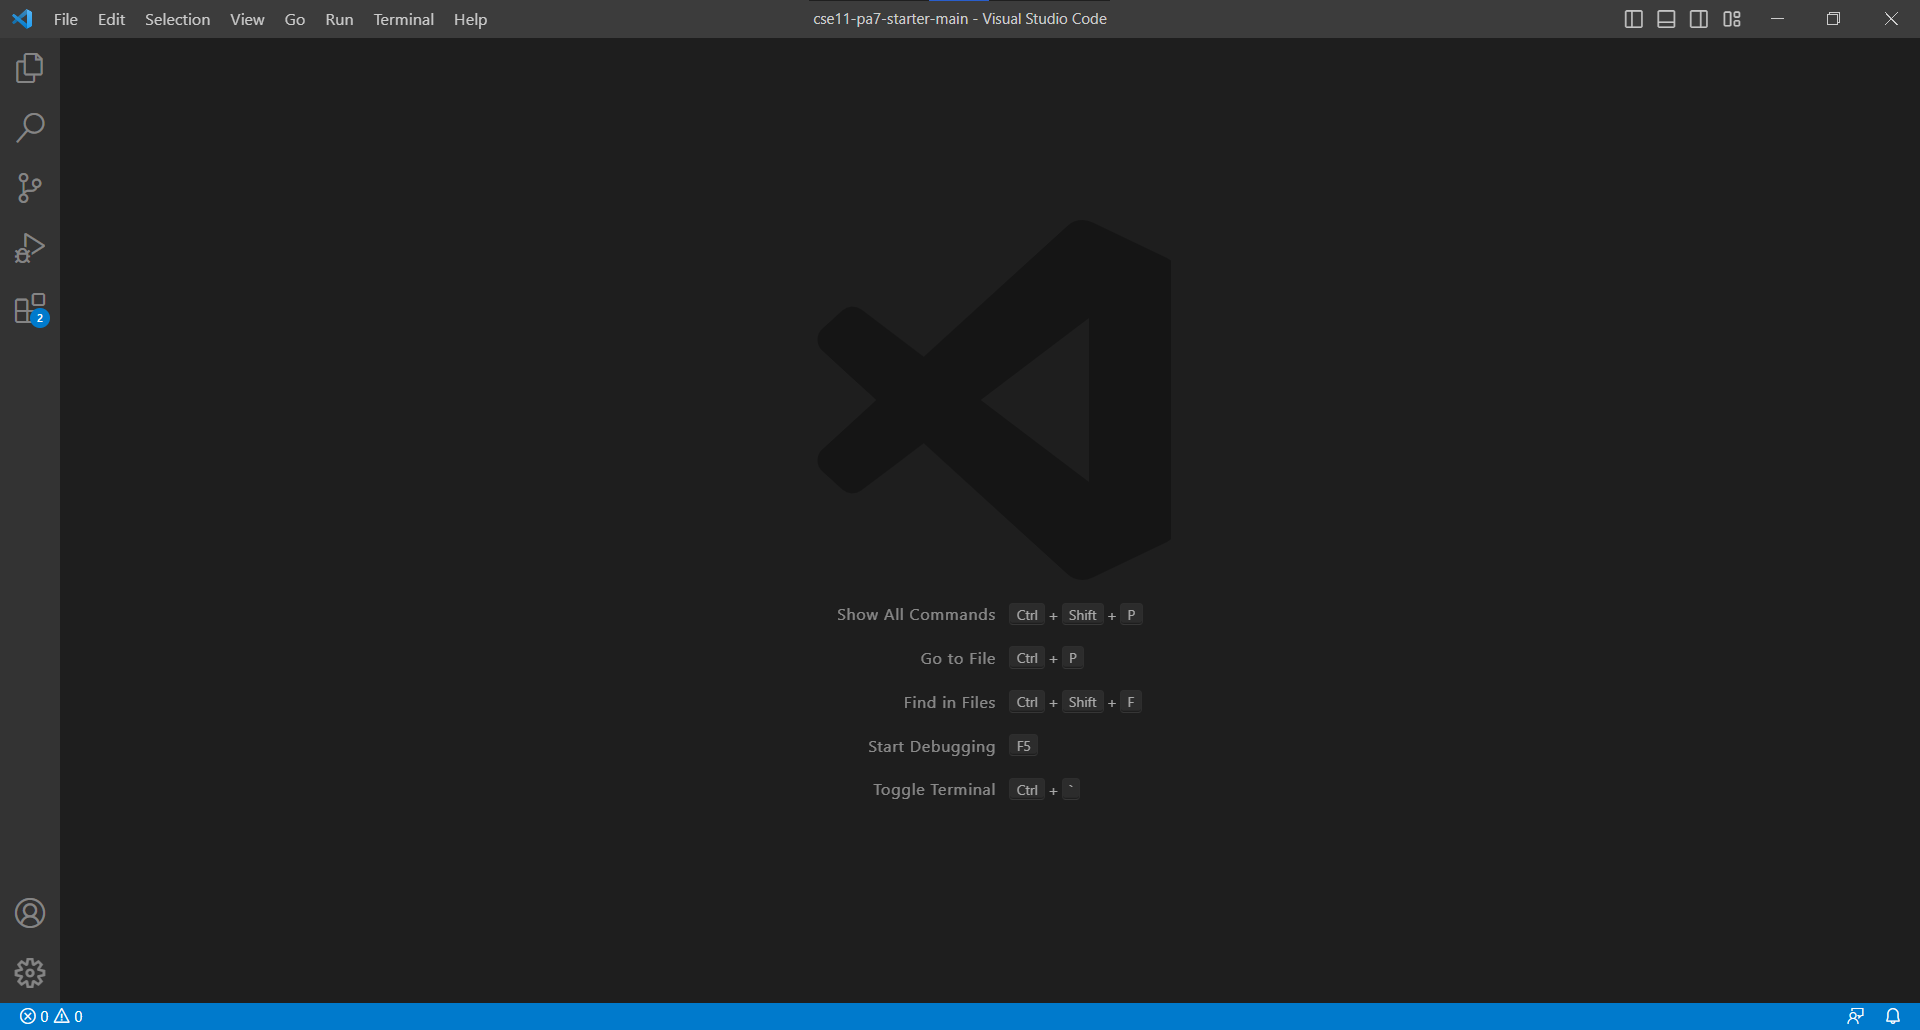 File Edit Selection View Go Run Terminal Help cse11-pa7-starter-main - Visual Studio Code
2
Show All Commands Ctrl + Shift + P
Go to File Ctrl + P
Find in Files Ctrl + Shift + F
Start Debugging F5
Toggle Terminal Ctrl + `
0 0